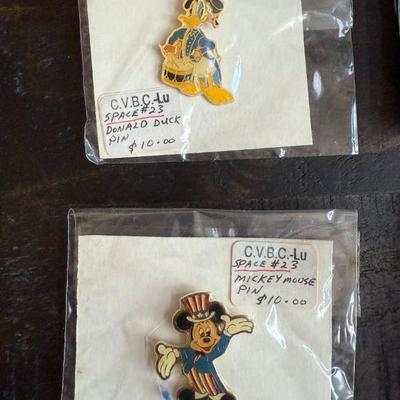 C.V.B.C.-Lu
SPACE #23
DONALD DUCK
PIN
$10.00
C.V.B.C.-Lu
SPACE #23
MICKEY MOUSE
PIN
$10.00